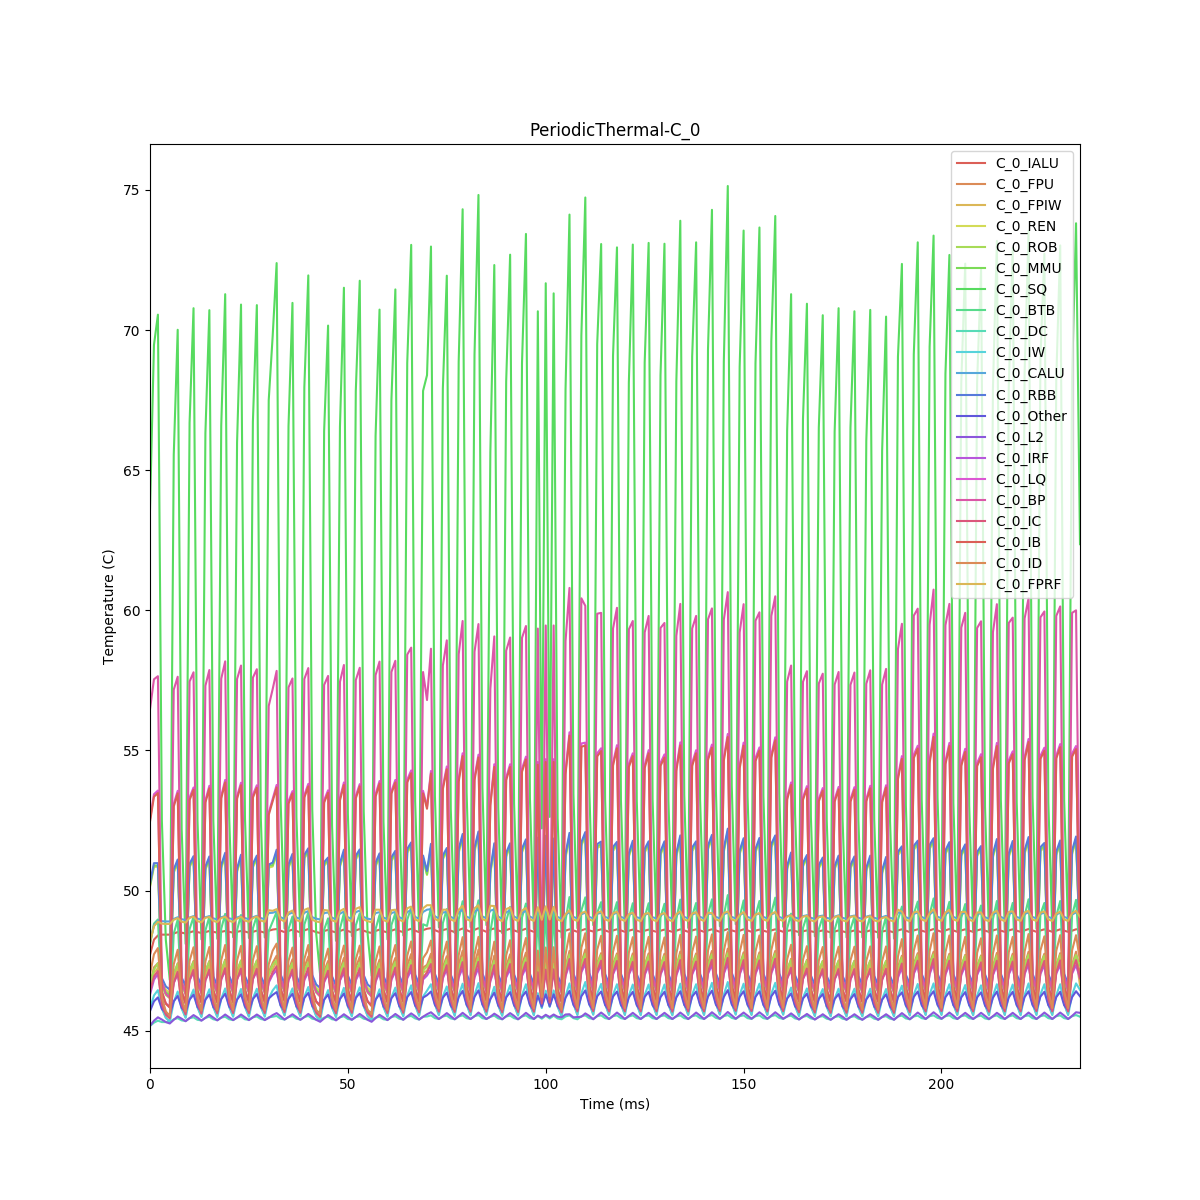 PeriodicThermal-C_0
75
70
65
60
55
50
45
Temperature (C)
0
50
100
150
200
Time (ms)
C_0_IALU
C_0_FPU
C_0_FPIW
C_0_REN
C_0_ROB
C_0_MMU
C_0_SQ
C_0_BTB
C_0_DC
C_0_IW
C_0_CALU
C_0_RBB
C_0_Other
C_0_L2
C_0_IRF
C_0_LQ
C_0_BP
C_0_IC
C_0_IB
C_0_ID
C_0_FPRF